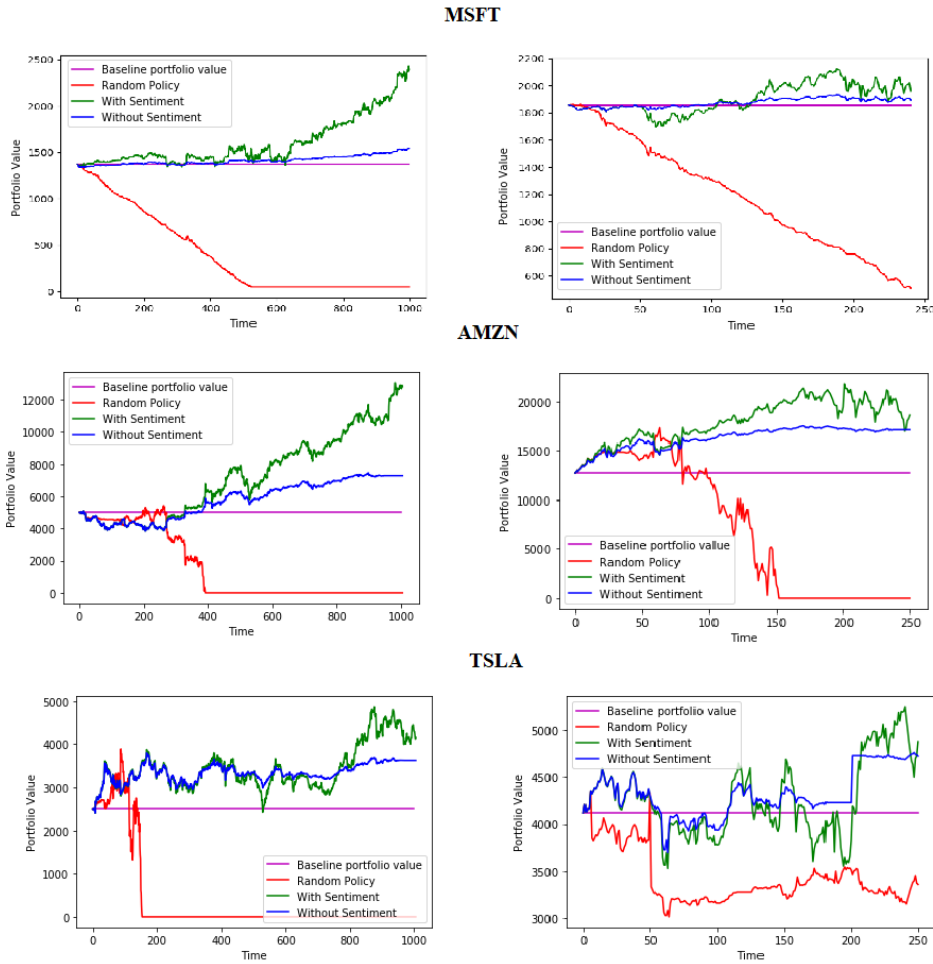 MSFT
2500
2000
1500
1000
500
0
Portfolio Value
Baseline portfolio value
Random Policy
With Sentiment
Without Sentiment
0
200
400
600
800
1000
Time
2200
2000
1800
1600
1400
1200
1000
800
600
Portfolio Value
Baseline portfolio value
Random Policy
With Sentiment
Without Sentiment
0
50
100
150
200
250
Time
AMZN
12000
10000
8000
6000
4000
2000
0
Portfolio Value
Baseline portfolio value
Random Policy
With Sentiment
Without Sentiment
0
200
400
600
800
1000
Time
20000
15000
10000
5000
0
Portfolio Value
Baseline portfolio value
Random Policy
With Sentiment
Without Sentiment
0
50
100
150
200
250
Time
TSLA
5000
4000
3000
2000
1000
0
Portfolio Value
Baseline portfolio value
Random Policy
With Sentiment
Without Sentiment
0
200
400
600
800
1000
Time
5000
4500
4000
3500
3000
Portfolio Value
Baseline portfolio value
Random Policy
With Sentiment
Without Sentiment
0
50
100
150
200
250
Time